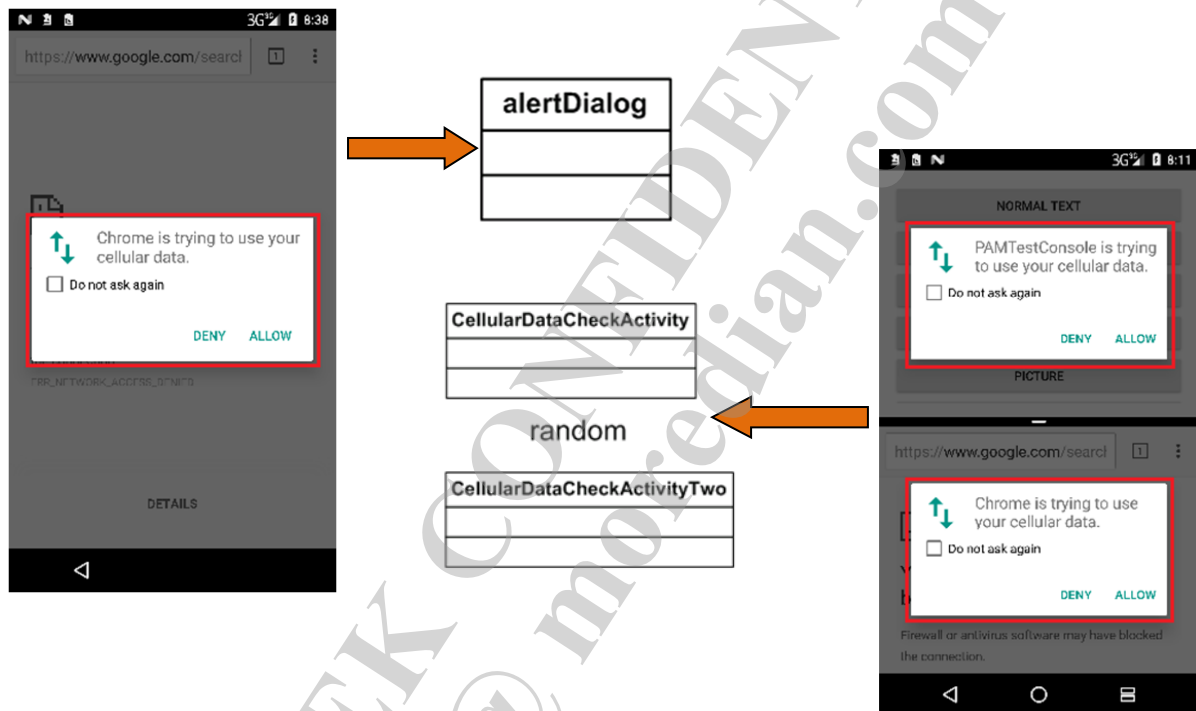 3G 8:38
https://www.google.com/search
1
Chrome is trying to use your
cellular data.
Do not ask again
DENY ALLOW
ERR_NETWORK_ACCESS_DENIED
DETAILS
alertDialog
CellularDataCheckActivity
random
CellularDataCheckActivityTwo
3G 8:11
NORMAL TEXT
PAMTestConsole is trying
to use your cellular data.
Do not ask again
DENY ALLOW
PICTURE
https://www.google.com/search
1
Chrome is trying to use
your cellular data.
Do not ask again
DENY ALLOW
Firewall or antivirus software may have blocked
the connection.
EK CONFIDEN
@ moredian.com